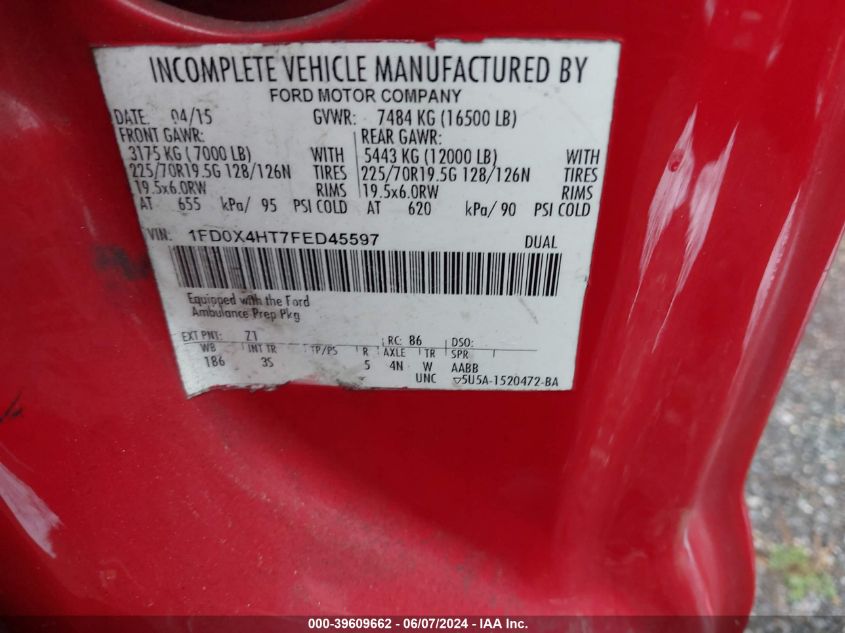 INCOMPLETE VEHICLE MANUFACTURED BY
FORD MOTOR COMPANY
DATE: 04/15 GVWR: 7484 KG (16500 LB)
FRONT GAWR: REAR GAWR:
3175 KG (7000 LB) WITH 5443 KG (12000 LB) WITH
225/70R19.5G 128/126N TIRES 225/70R19.5G 128/126N TIRES
19.5x6.0RW RIMS 19.5x6.0RW RIMS
AT 655 kPa/ 95 PSI COLD AT 620 kPa/ 90 PSI COLD
VIN: 1FD0X4HT7FED45597 DUAL
Equipped with the Ford
Ambulance Prep Pkg
EXT PNT: Z1 RC: 86 DSO:
WB INT TR TP/PS R AXLE TR SPR
186 3S 5 4N W AABB
UNC ▽5U5A-1520472-BA
000-39609662 - 06/07/2024 - IAA Inc.